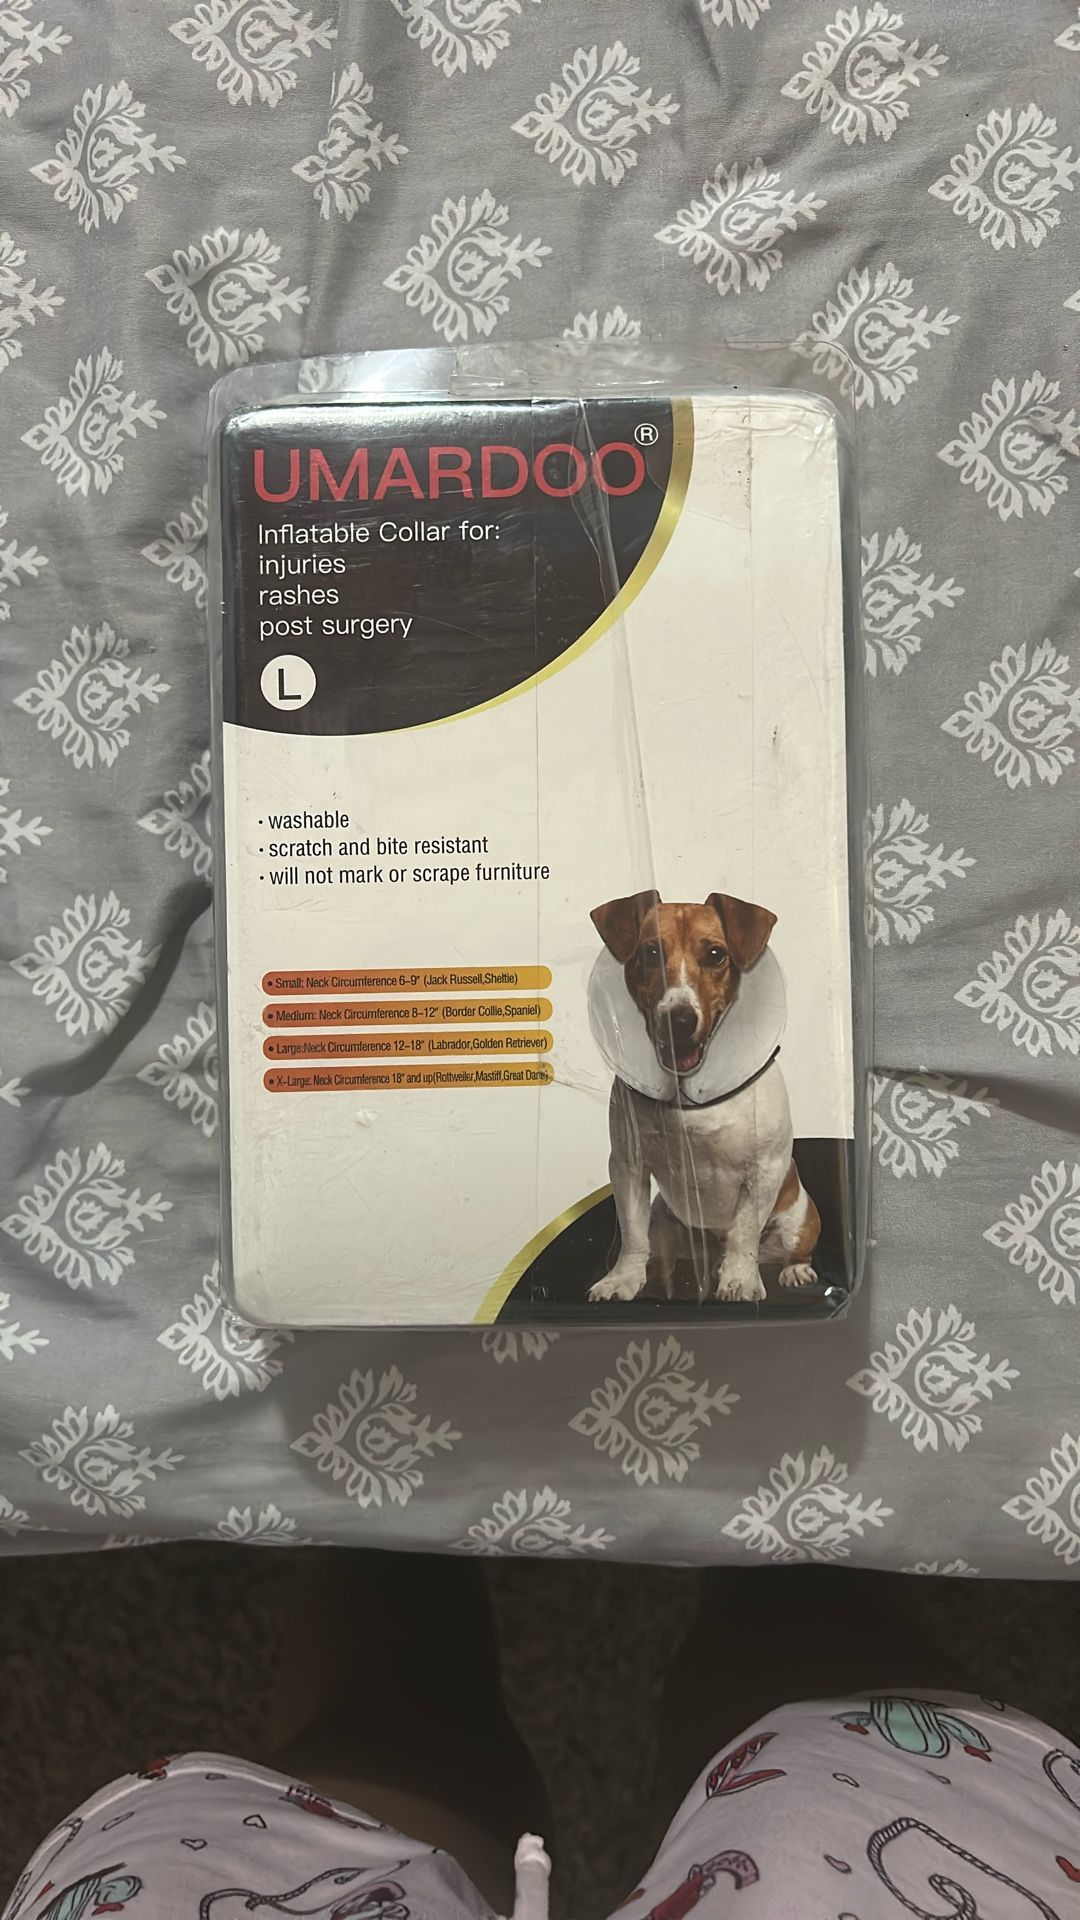 UMARDOO®
Inflatable Collar for:
injuries
rashes
post surgery
L
· washable
· scratch and bite resistant
· will not mark or scrape furniture
• Small: Neck Circumference 6–9″ (Jack Russell,Sheltie)
• Medium: Neck Circumference 8–12″ (Border Collie,Spaniel)
• Large:Neck Circumference 12–18″ (Labrador,Golden Retriever)
• X-Large: Neck Circumference 18″ and up(Rottweiler,Mastiff,Great Dane)